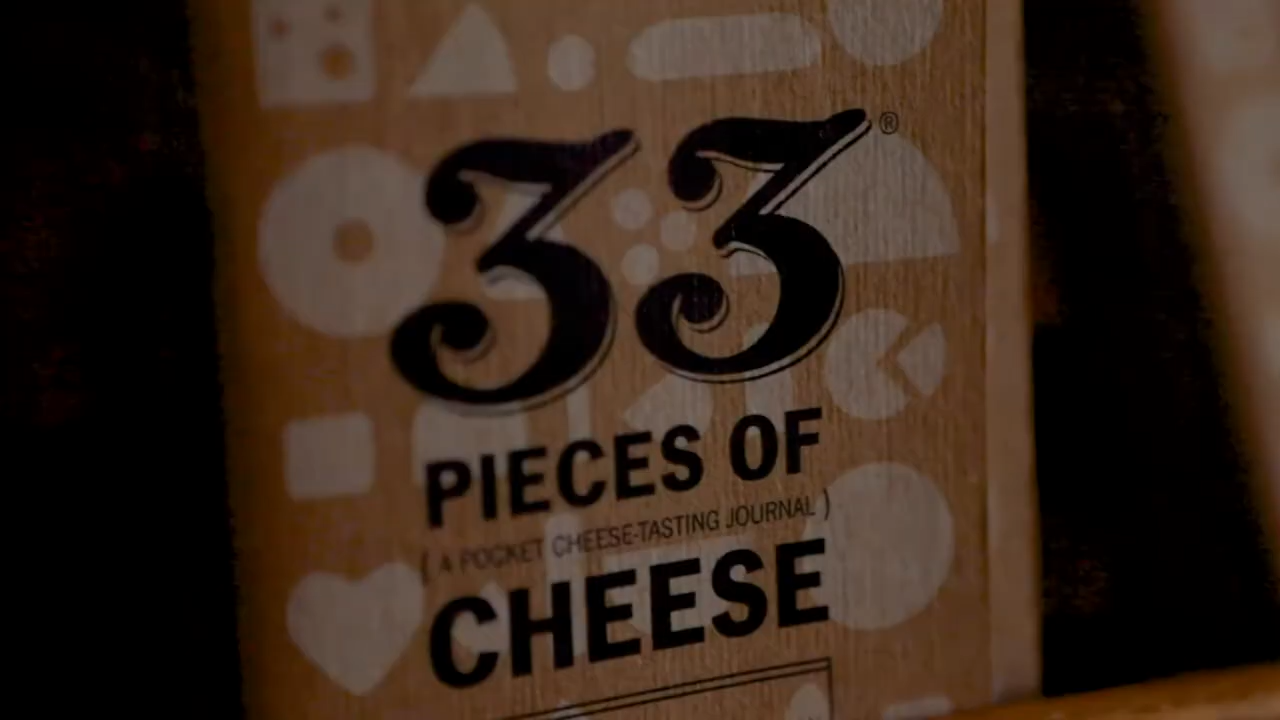 33®
PIECES OF
( A POCKET CHEESE-TASTING JOURNAL )
CHEESE